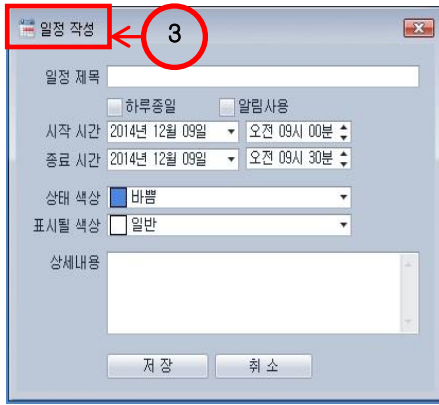 일정 작성
3
일정 제목
하루종일 알림사용
시작 시간 2014년 12월 09일 오전 09시 00분
종료 시간 2014년 12월 09일 오전 09시 30분
상태 색상 바쁨
표시될 색상 일반
상세내용
저 장 취 소